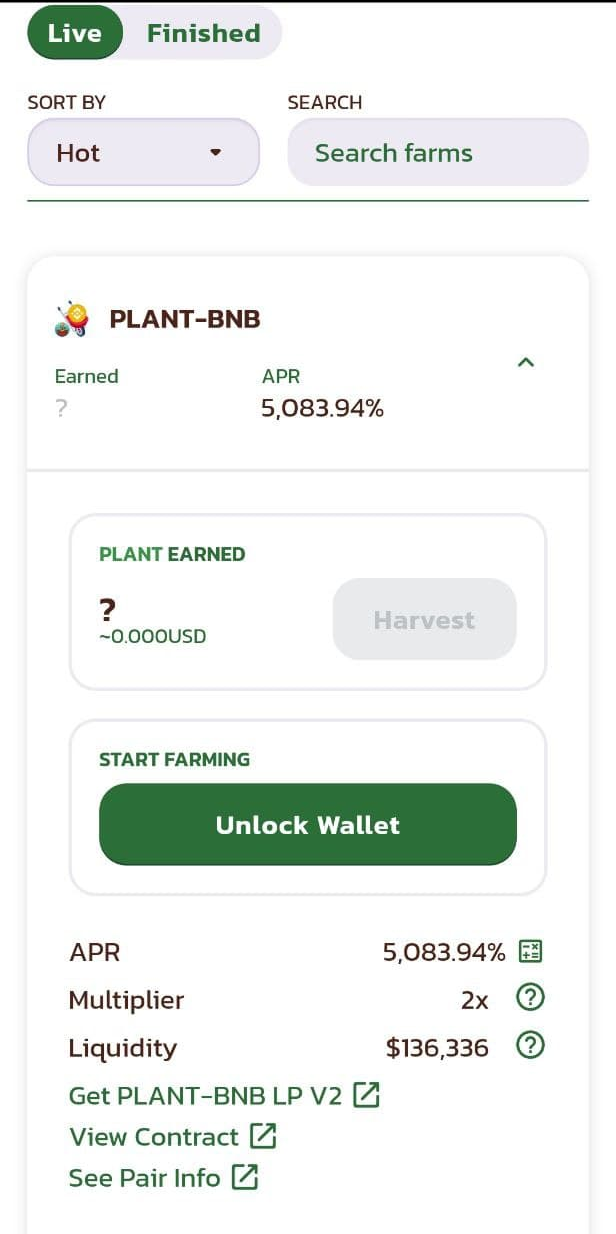 Live Finished
SORT BY SEARCH
Hot Search farms
PLANT-BNB
Earned APR
? 5,083.94%
PLANT EARNED
?
~0.000USD
Harvest
START FARMING
Unlock Wallet
APR 5,083.94%
Multiplier 2x
Liquidity $136,336
Get PLANT-BNB LP V2
View Contract
See Pair Info